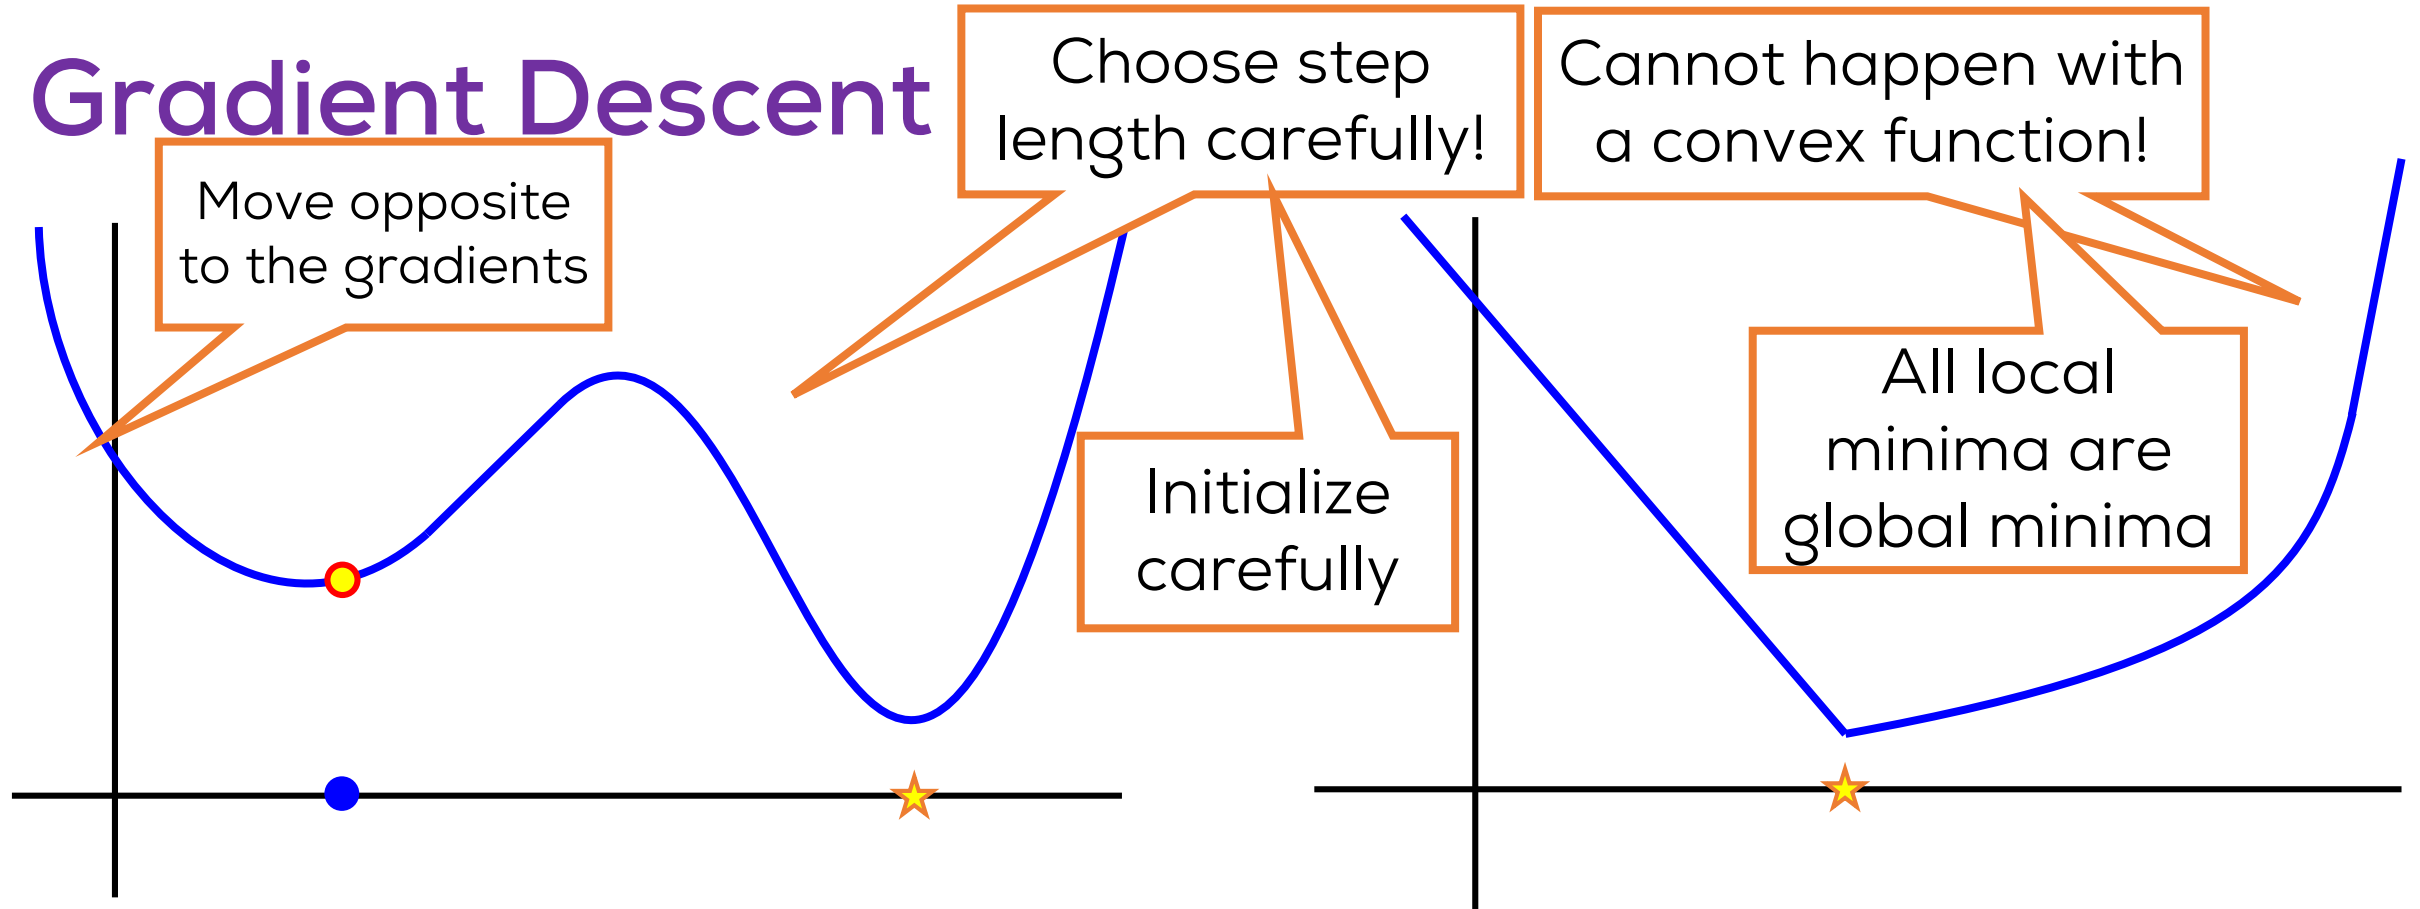 Gradient Descent
Move opposite
to the gradients
Choose step
length carefully!
Initialize
carefully
Cannot happen with
a convex function!
All local
minima are
global minima